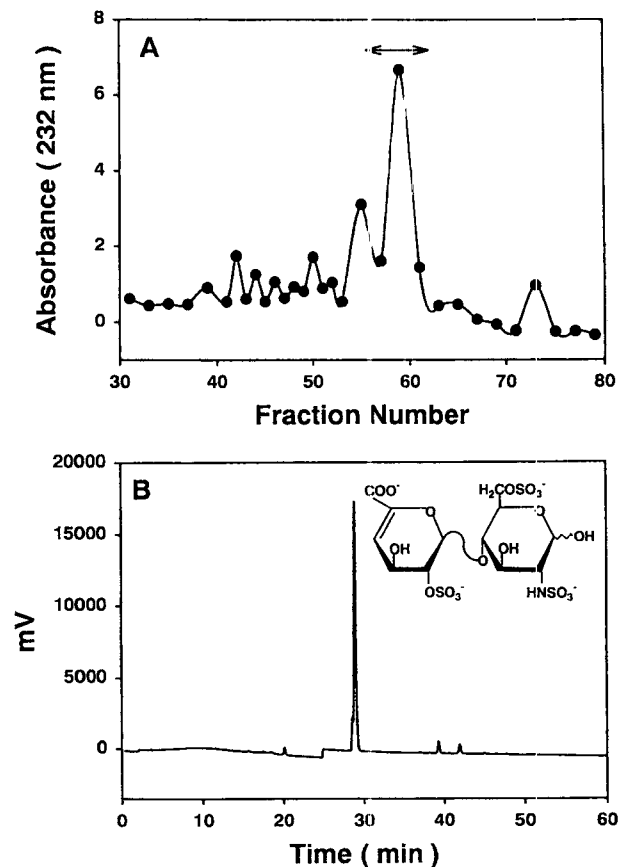 A
8
6
4
2
0
Absorbance ( 232 nm )
30 40 50 60 70 80
Fraction Number
B
20000
15000
10000
5000
0
mV
COO⁻
O
OH
OSO₃⁻
O
H₂COSO₃⁻
O
OH
OH
HNSO₃⁻
0 10 20 30 40 50 60
Time ( min )